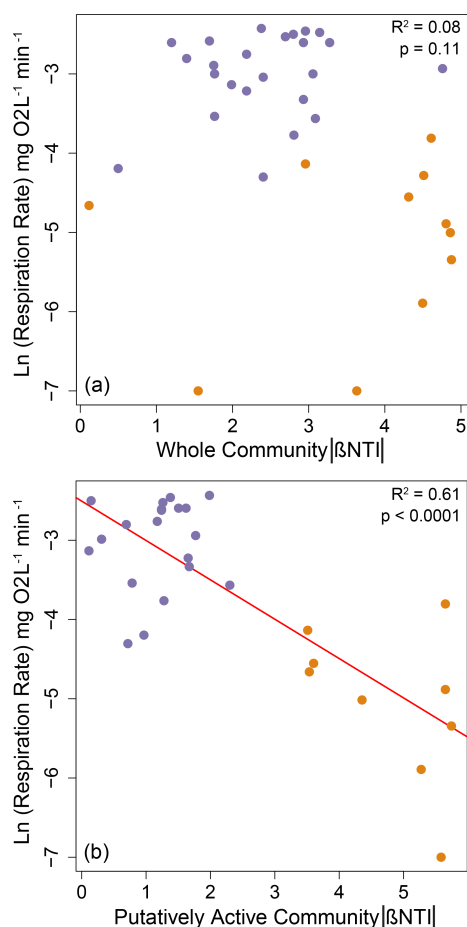 R² = 0.08
p = 0.11
Ln (Respiration Rate) mg O2L⁻¹ min⁻¹
-3
-4
-5
-6
-7
(a)
0 1 2 3 4 5
Whole Community|ßNTI|
R² = 0.61
p < 0.0001
Ln (Respiration Rate) mg O2L⁻¹ min⁻¹
-3
-4
-5
-6
-7
(b)
0 1 2 3 4 5
Putatively Active Community|ßNTI|